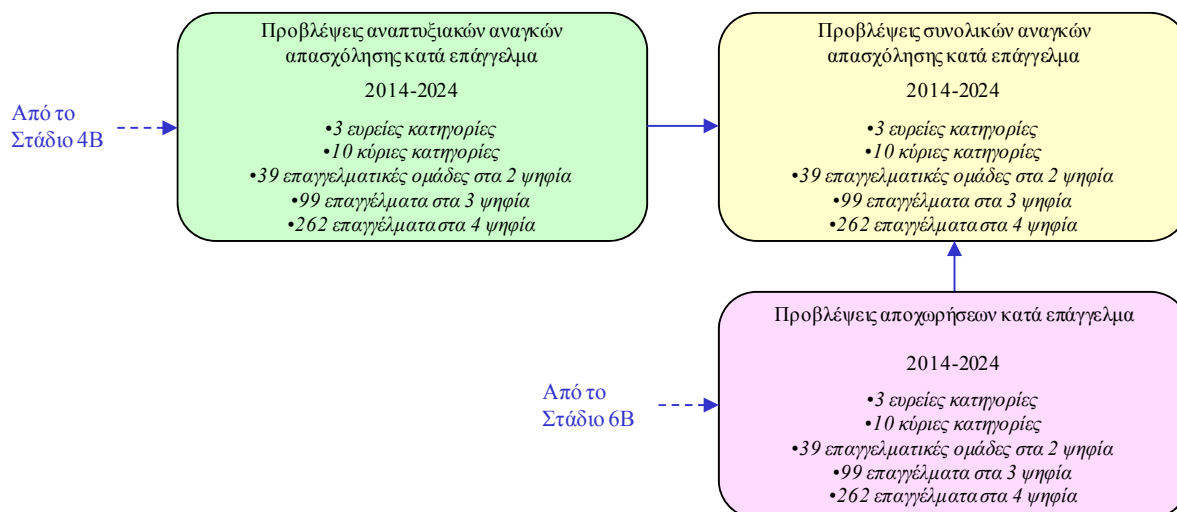 Προβλέψεις αναπτυξιακών αναγκών
απασχόλησης κατά επάγγελμα
2014-2024
•3 ευρείες κατηγορίες
•10 κύριες κατηγορίες
•39 επαγγελματικές ομάδες στα 2 ψηφία
•99 επαγγέλματα στα 3 ψηφία
•262 επαγγέλματα στα 4 ψηφία
Προβλέψεις συνολικών αναγκών
απασχόλησης κατά επάγγελμα
2014-2024
•3 ευρείες κατηγορίες
•10 κύριες κατηγορίες
•39 επαγγελματικές ομάδες στα 2 ψηφία
•99 επαγγέλματα στα 3 ψηφία
•262 επαγγέλματα στα 4 ψηφία
Από το
Στάδιο 4Β
Προβλέψεις αποχωρήσεων κατά επάγγελμα
2014-2024
•3 ευρείες κατηγορίες
•10 κύριες κατηγορίες
•39 επαγγελματικές ομάδες στα 2 ψηφία
•99 επαγγέλματα στα 3 ψηφία
•262 επαγγέλματα στα 4 ψηφία
Από το
Στάδιο 6Β